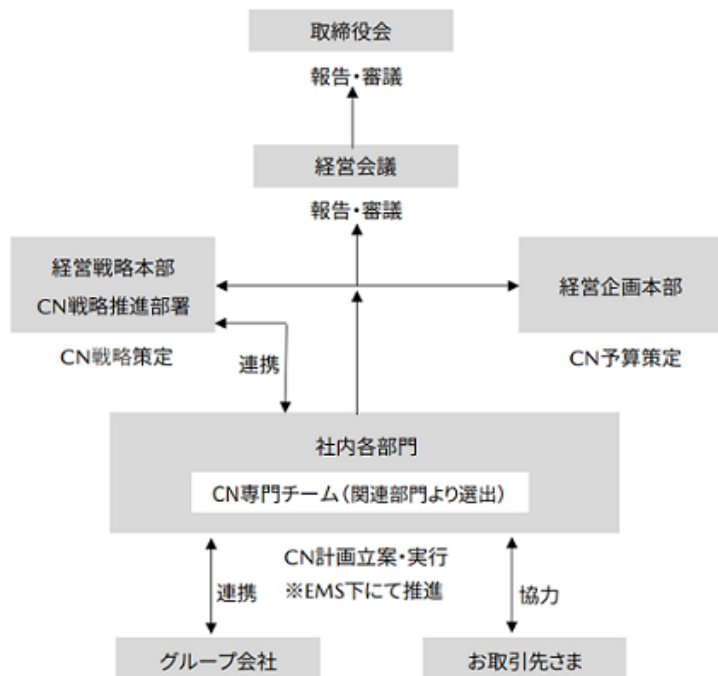 取締役会
報告・審議
経営会議
報告・審議
経営戦略本部
CN戦略推進部署
経営企画本部
CN戦略策定
連携
CN予算策定
社内各部門
CN専門チーム（関連部門より選出）
CN計画立案・実行
※EMS下にて推進
連携
協力
グループ会社
お取引先さま